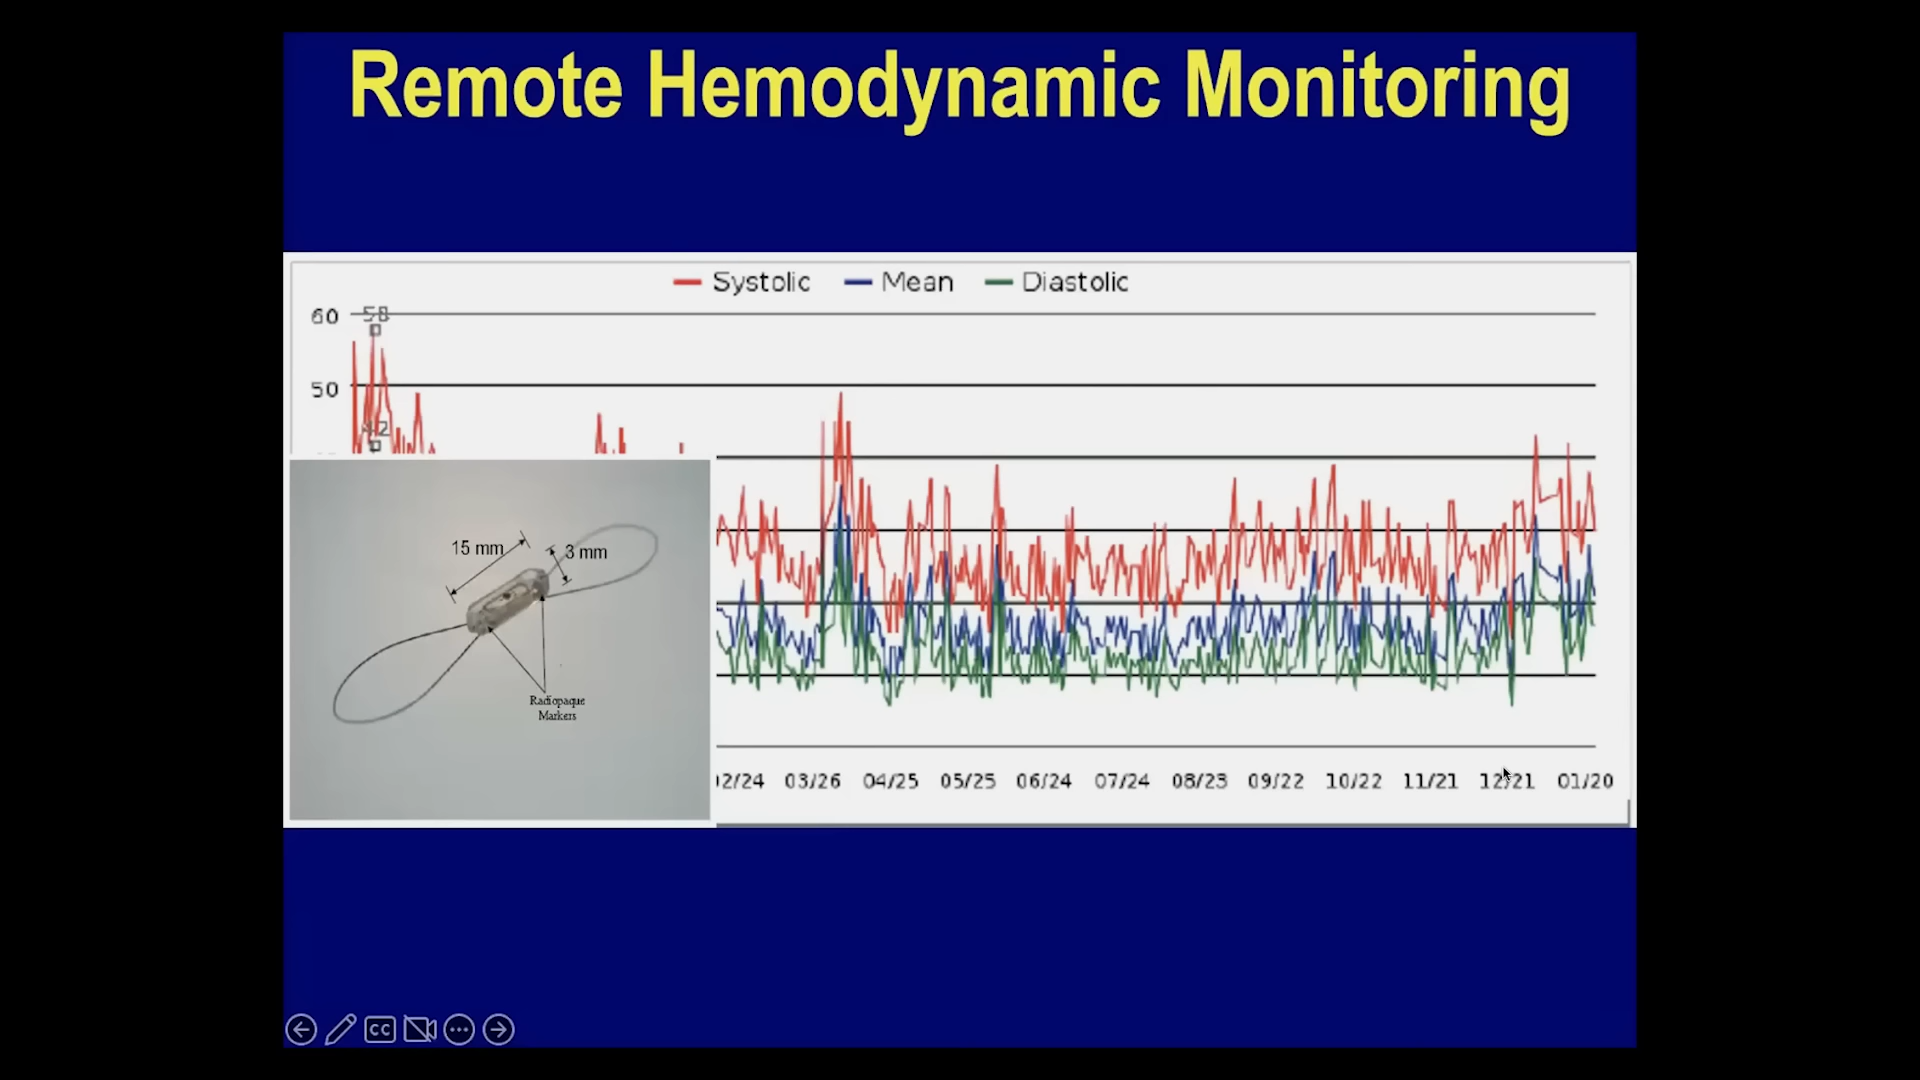 Remote Hemodynamic Monitoring
Systolic Mean Diastolic
60
58
50
42
15 mm
3 mm
Radiopaque
Markers
02/24 03/26 04/25 05/25 06/24 07/24 08/23 09/22 10/22 11/21 12/21 01/20
CC